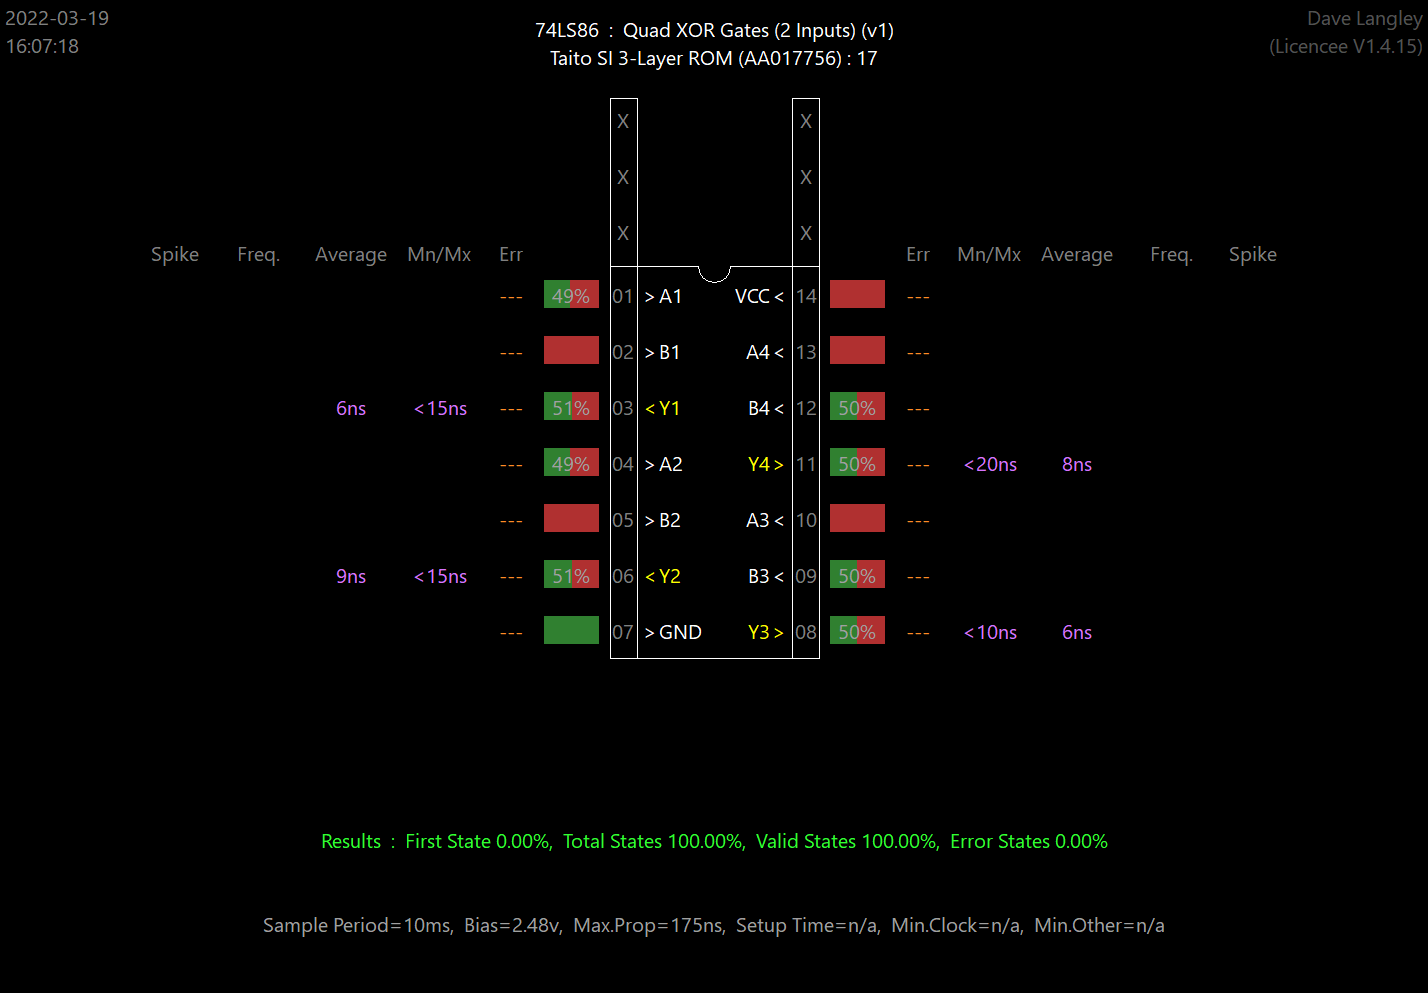 2022-03-19
16:07:18
74LS86 : Quad XOR Gates (2 Inputs) (v1)
Taito SI 3-Layer ROM (AA017756) : 17
Dave Langley
(Licencee V1.4.15)
X X
X X
X X
Spike Freq. Average Mn/Mx Err Err Mn/Mx Average Freq. Spike
--- 49% 01 >A1 VCC< 14 ---
--- 02 >B1 A4< 13 ---
6ns <15ns --- 51% 03 <Y1 B4< 12 50% ---
--- 49% 04 >A2 Y4> 11 50% --- <20ns 8ns
--- 05 >B2 A3< 10 ---
9ns <15ns --- 51% 06 <Y2 B3< 09 50% ---
--- 07 >GND Y3> 08 50% --- <10ns 6ns
Results : First State 0.00%, Total States 100.00%, Valid States 100.00%, Error States 0.00%
Sample Period=10ms, Bias=2.48v, Max.Prop=175ns, Setup Time=n/a, Min.Clock=n/a, Min.Other=n/a